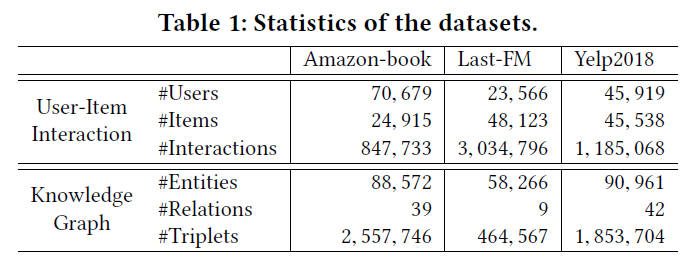 Table 1: Statistics of the datasets.
Amazon-book Last-FM Yelp2018
User-Item Interaction
#Users 70, 679 23, 566 45, 919
#Items 24, 915 48, 123 45, 538
#Interactions 847, 733 3, 034, 796 1, 185, 068
Knowledge Graph
#Entities 88, 572 58, 266 90, 961
#Relations 39 9 42
#Triplets 2, 557, 746 464, 567 1, 853, 704